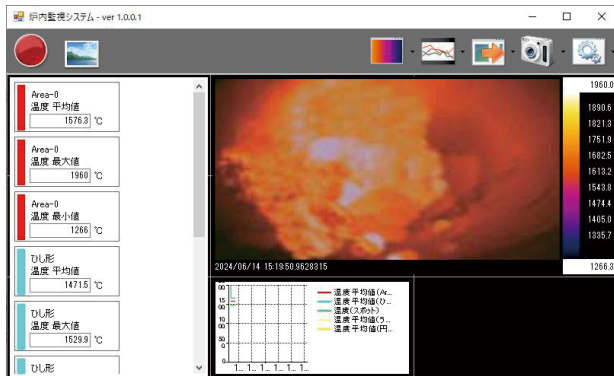 炉内監視システム - ver 1.0.0.1
Area-0
温度 平均値
1576.3 ℃
Area-0
温度 最大値
1960 ℃
Area-0
温度 最小値
1266 ℃
ひし形
温度 平均値
1471.5 ℃
ひし形
温度 最大値
1529.9 ℃
ひし形
1960.0
1890.6
1821.3
1751.9
1682.5
1613.2
1543.8
1474.4
1405.0
1335.7
1266.3
2024/06/14 15:19:50.9628315
温度 平均値(Ar...
温度 平均値(ひ...
温度(スポット)
温度 平均値(ラ...
温度 平均値(円...
1... 1... 1... 1... 1...